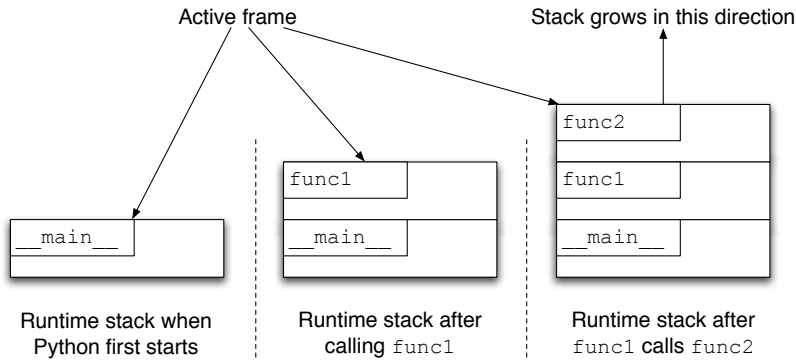 Active frame
Stack grows in this direction
func2
func1
func1
__main__
__main__
__main__
Runtime stack when
Python first starts
Runtime stack after
calling func1
Runtime stack after
func1 calls func2